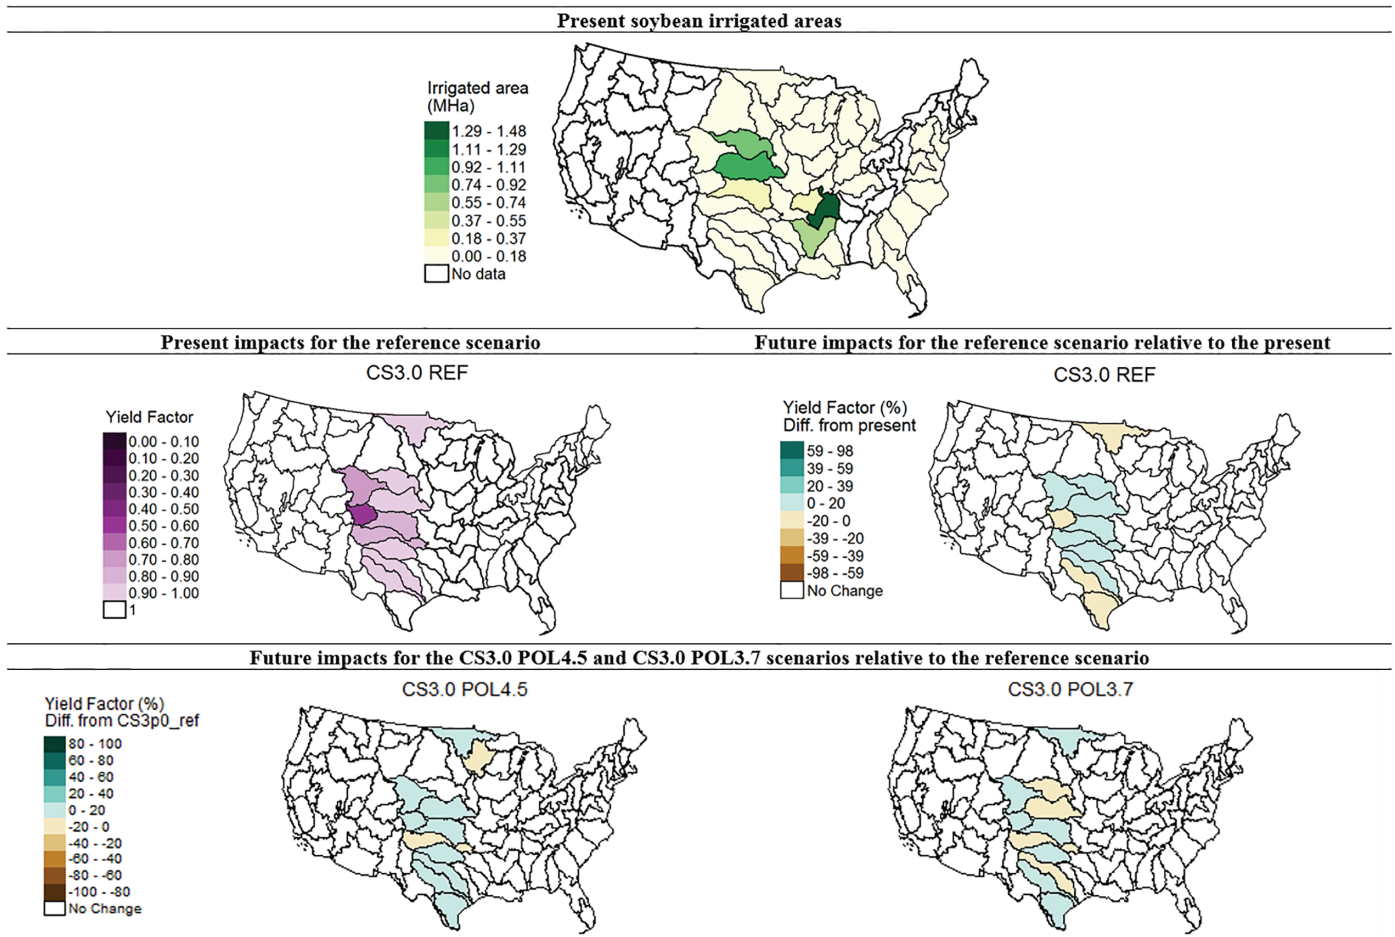 Present soybean irrigated areas
Irrigated area
(MHa)
1.29 - 1.48
1.11 - 1.29
0.92 - 1.11
0.74 - 0.92
0.55 - 0.74
0.37 - 0.55
0.18 - 0.37
0.00 - 0.18
No data
Present impacts for the reference scenario
CS3.0 REF
Yield Factor
0.00 - 0.10
0.10 - 0.20
0.20 - 0.30
0.30 - 0.40
0.40 - 0.50
0.50 - 0.60
0.60 - 0.70
0.70 - 0.80
0.80 - 0.90
0.90 - 1.00
1
Future impacts for the reference scenario relative to the present
CS3.0 REF
Yield Factor (%)
Diff. from present
59 - 98
39 - 59
20 - 39
0 - 20
-20 - 0
-39 - -20
-59 - -39
-98 - -59
No Change
Future impacts for the CS3.0 POL4.5 and CS3.0 POL3.7 scenarios relative to the reference scenario
CS3.0 POL4.5
CS3.0 POL3.7
Yield Factor (%)
Diff. from CS3p0_ref
80 - 100
60 - 80
40 - 60
20 - 40
0 - 20
-20 - 0
-40 - -20
-60 - -40
-80 - -60
-100 - -80
No Change